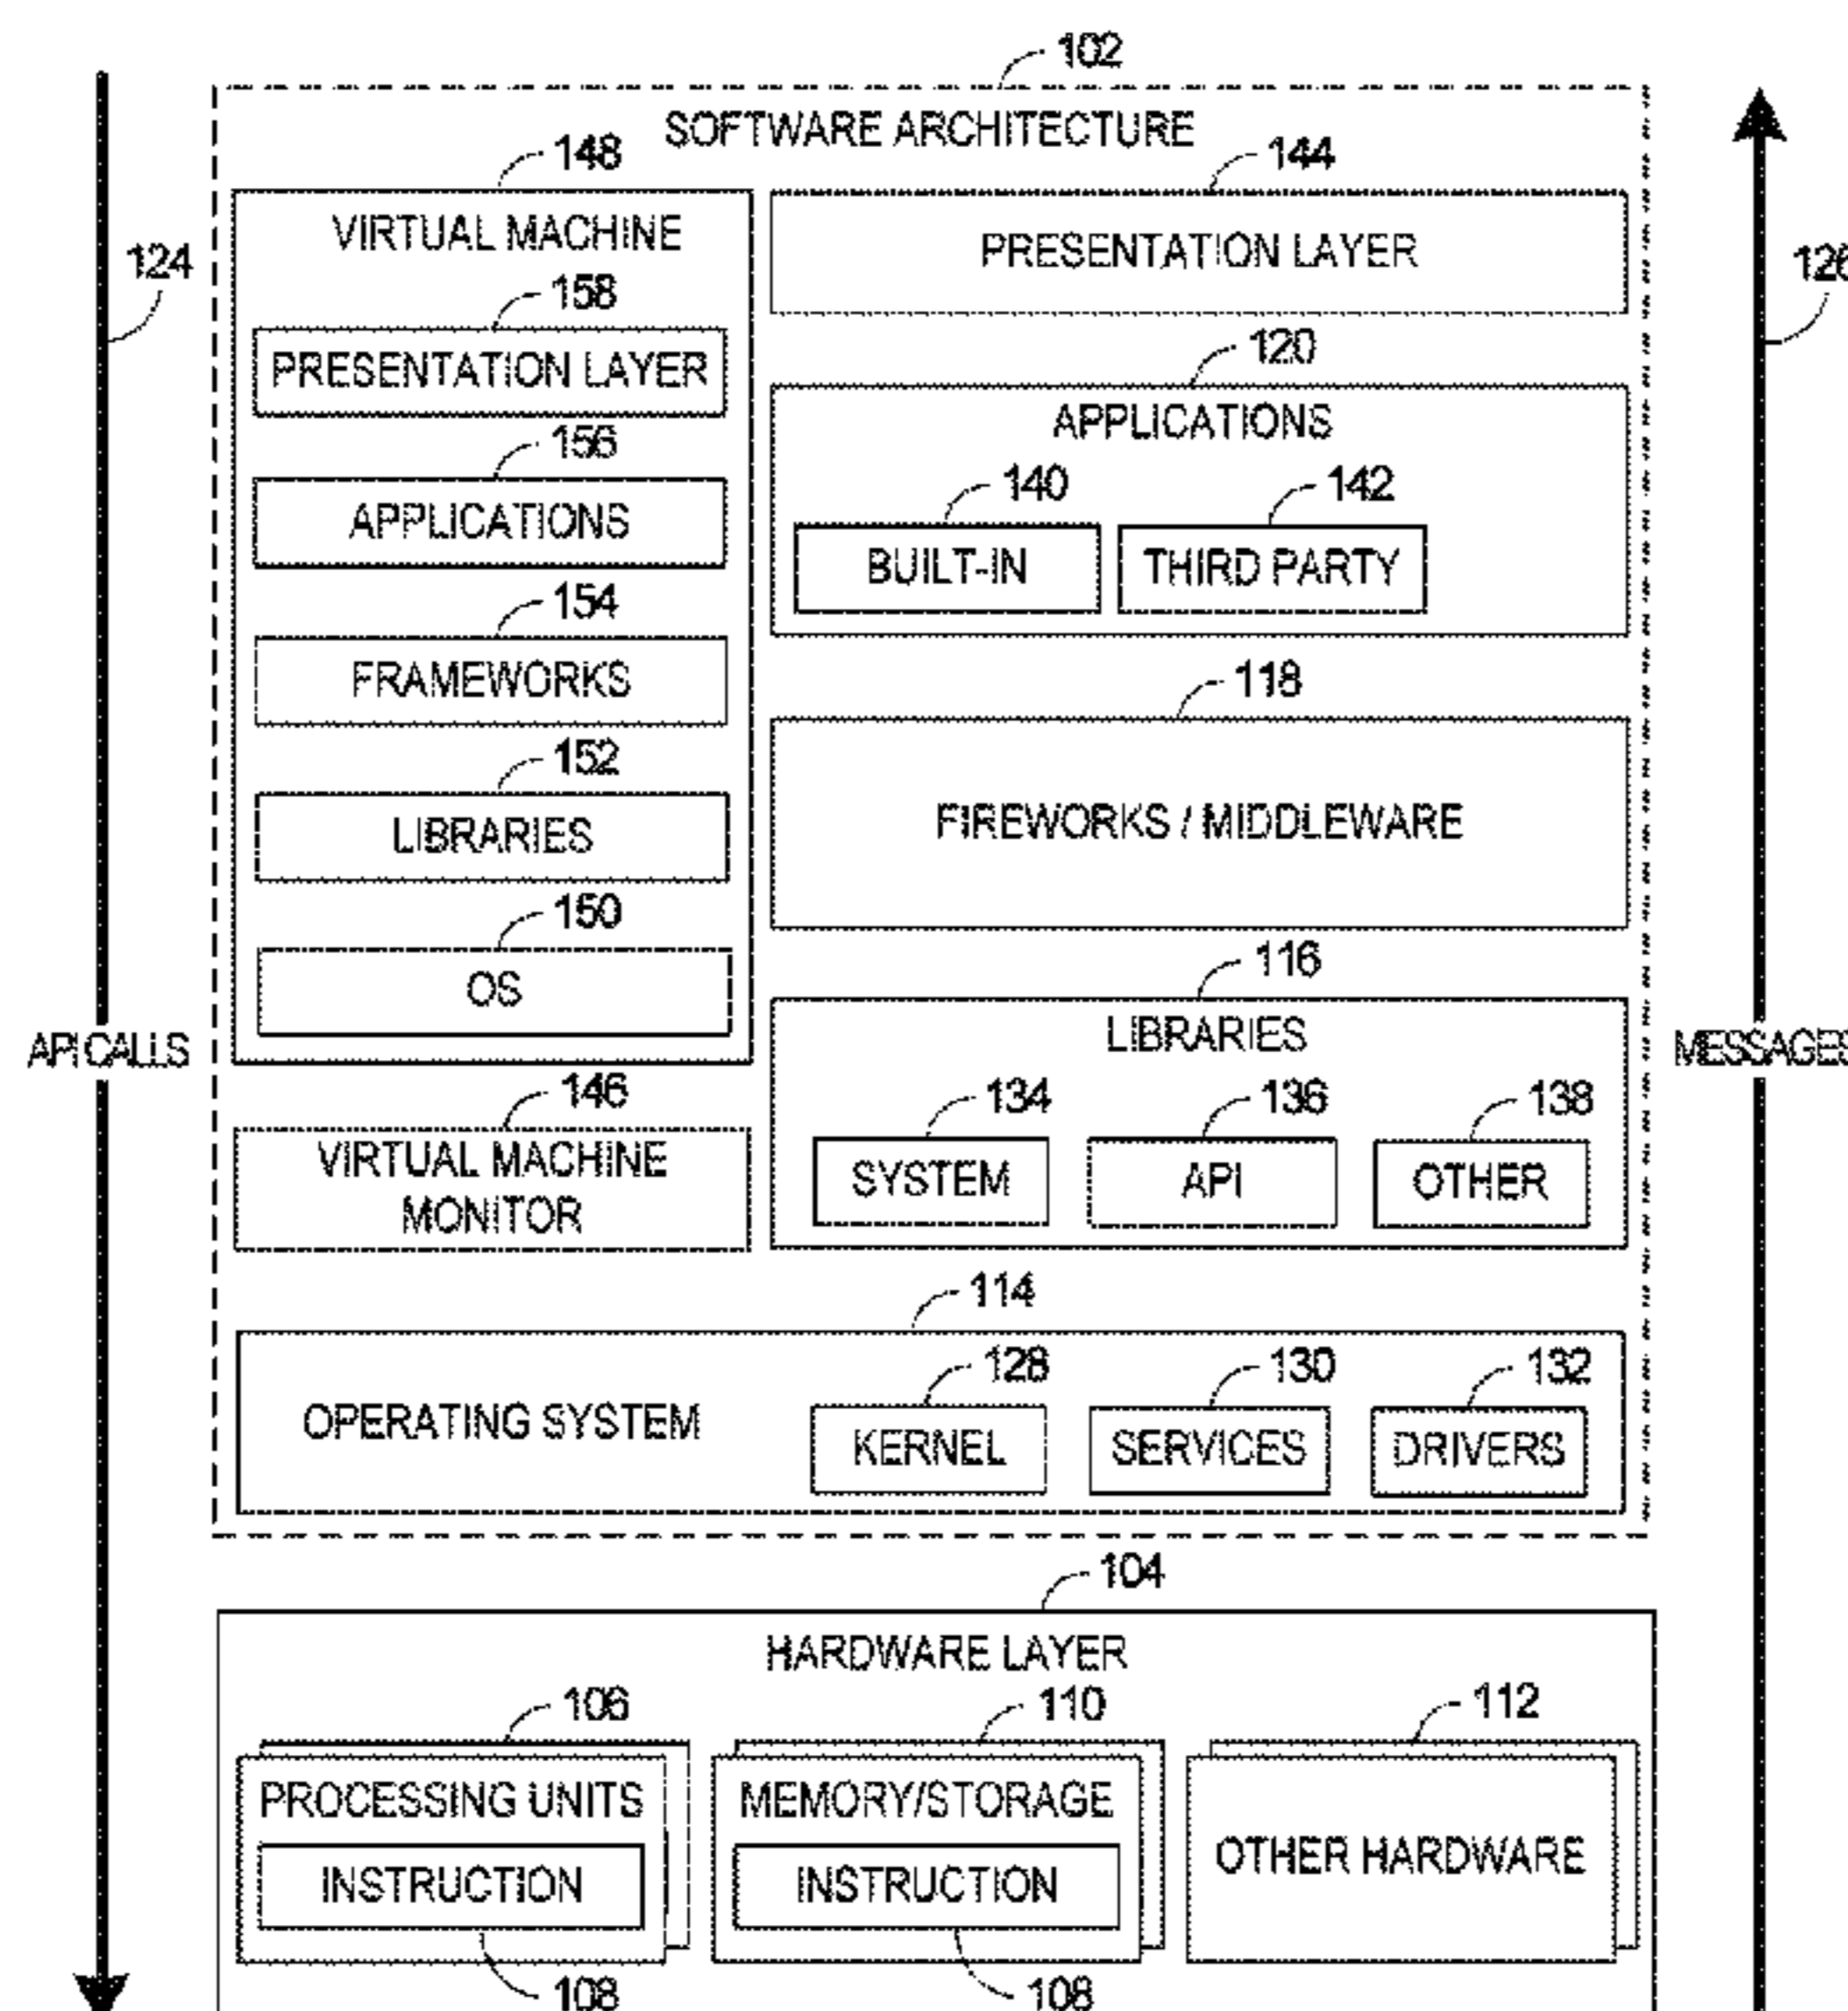 102
SOFTWARE ARCHITECTURE
148
VIRTUAL MACHINE
158
PRESENTATION LAYER
156
APPLICATIONS
154
FRAMEWORKS
152
LIBRARIES
150
OS
146
VIRTUAL MACHINE
MONITOR
144
PRESENTATION LAYER
120
APPLICATIONS
140
BUILT-IN
142
THIRD PARTY
118
FIREWORKS / MIDDLEWARE
116
LIBRARIES
134
SYSTEM
136
API
138
OTHER
114
OPERATING SYSTEM
128
KERNEL
130
SERVICES
132
DRIVERS
104
HARDWARE LAYER
106
PROCESSING UNITS
INSTRUCTION
108
110
MEMORY/STORAGE
INSTRUCTION
108
112
OTHER HARDWARE
124
API CALLS
126
MESSAGES